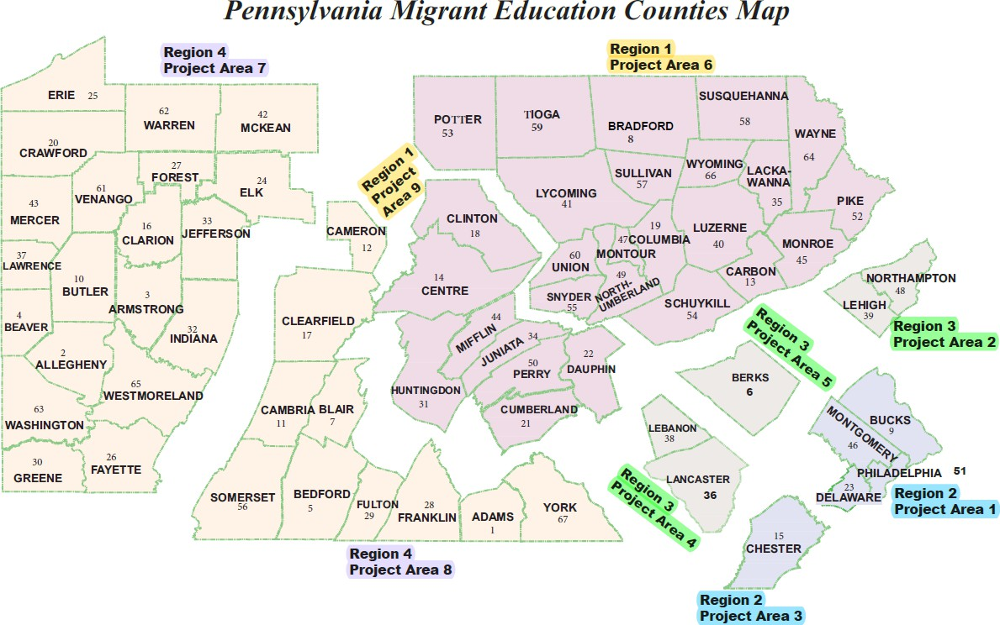 Pennsylvania Migrant Education Counties Map
Region 4
Project Area 7
Region 1
Project Area 6
ERIE 25
62
WARREN
42
MCKEAN
20
CRAWFORD
27
FOREST
24
ELK
61
VENANGO
43
MERCER
16
CLARION
33
JEFFERSON
37
LAWRENCE
10
BUTLER
3
ARMSTRONG
4
BEAVER
32
INDIANA
2
ALLEGHENY
65
WESTMORELAND
63
WASHINGTON
30
GREENE
26
FAYETTE
Region 1
Project
Area 9
CAMERON
12
CLEARFIELD
17
CAMBRIA
11
BLAIR
7
SOMERSET
56
BEDFORD
5
FULTON
29
28
FRANKLIN
ADAMS
1
YORK
67
Region 4
Project Area 8
POTTER
53
TIOGA
59
BRADFORD
8
SUSQUEHANNA
58
WAYNE
64
SULLIVAN
57
WYOMING
66
LACKA-
WANNA
35
LYCOMING
41
PIKE
52
CLINTON
18
19
COLUMBIA
47
MONTOUR
LUZERNE
40
MONROE
45
60
UNION
49
NORTH-
UMBERLAND
CARBON
13
SNYDER
55
SCHUYKILL
54
14
CENTRE
44
MIFFLIN
34
JUNIATA
50
PERRY
22
DAUPHIN
HUNTINGDON
31
CUMBERLAND
21
NORTHAMPTON
48
LEHIGH
39
Region 3
Project Area 2
Region 3
Project Area 5
BERKS
6
LEBANON
38
LANCASTER
36
Region 3
Project Area 4
BUCKS
9
MONTGOMERY
46
PHILADELPHIA 51
23
DELAWARE
Region 2
Project Area 1
15
CHESTER
Region 2
Project Area 3